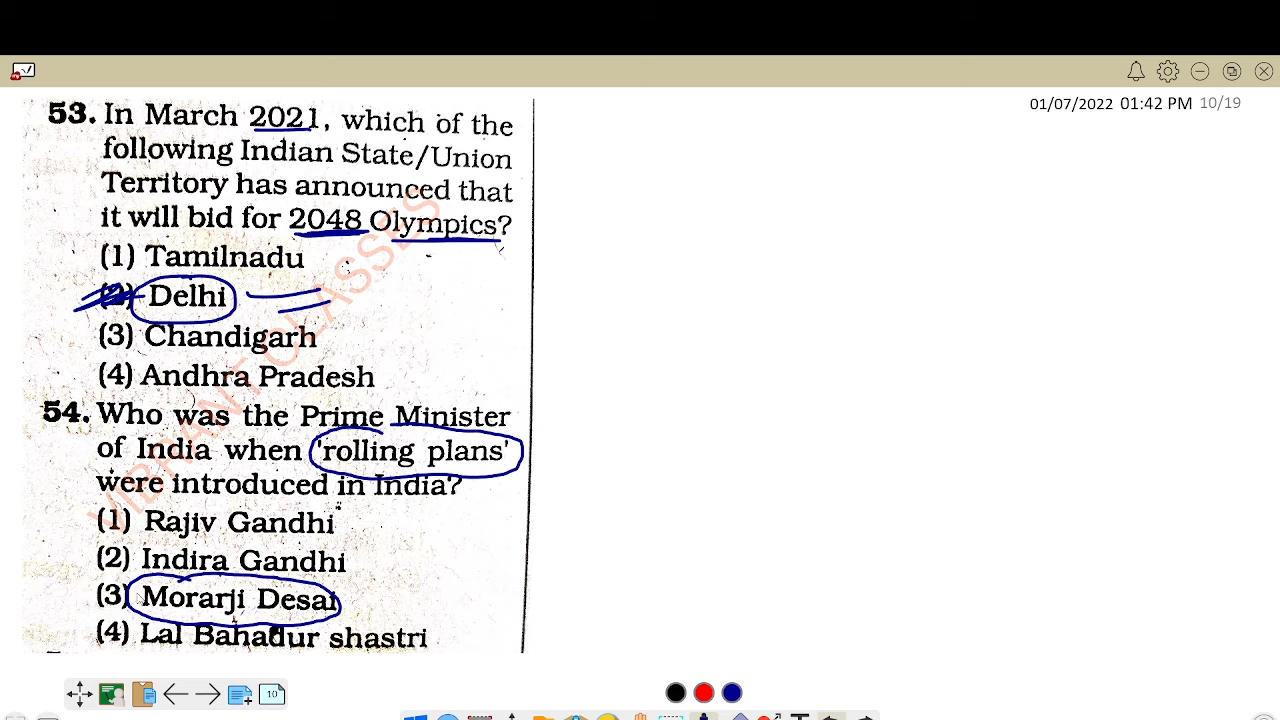 01/07/2022 01:42 PM 10/19
53. In March 2021, which of the
following Indian State/Union
Territory has announced that
it will bid for 2048 Olympics?
(1) Tamilnadu
(2) Delhi
(3) Chandigarh
(4) Andhra Pradesh
54. Who was the Prime Minister
of India when 'rolling plans'
were introduced in India?
(1) Rajiv Gandhi
(2) Indira Gandhi
(3) Morarji Desai
(4) Lal Bahadur shastri
VIBRANT CLASSES
10